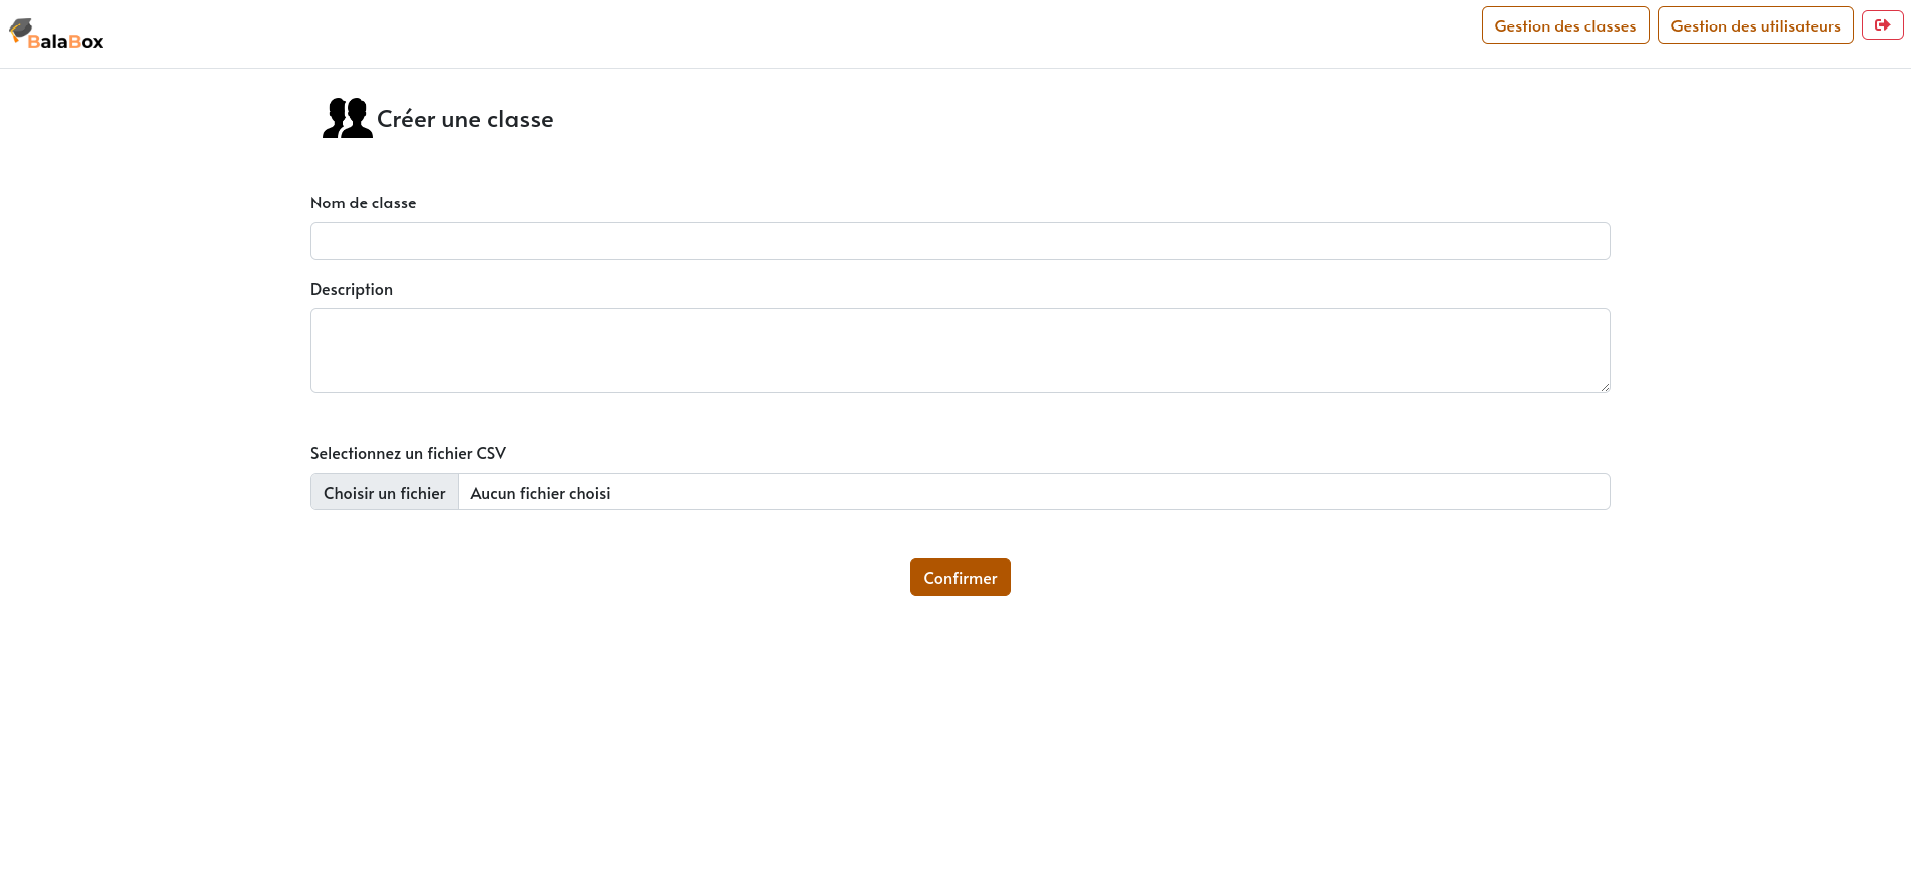 BalaBox
Gestion des classes
Gestion des utilisateurs
Créer une classe
Nom de classe
Description
Selectionnez un fichier CSV
Choisir un fichier Aucun fichier choisi
Confirmer